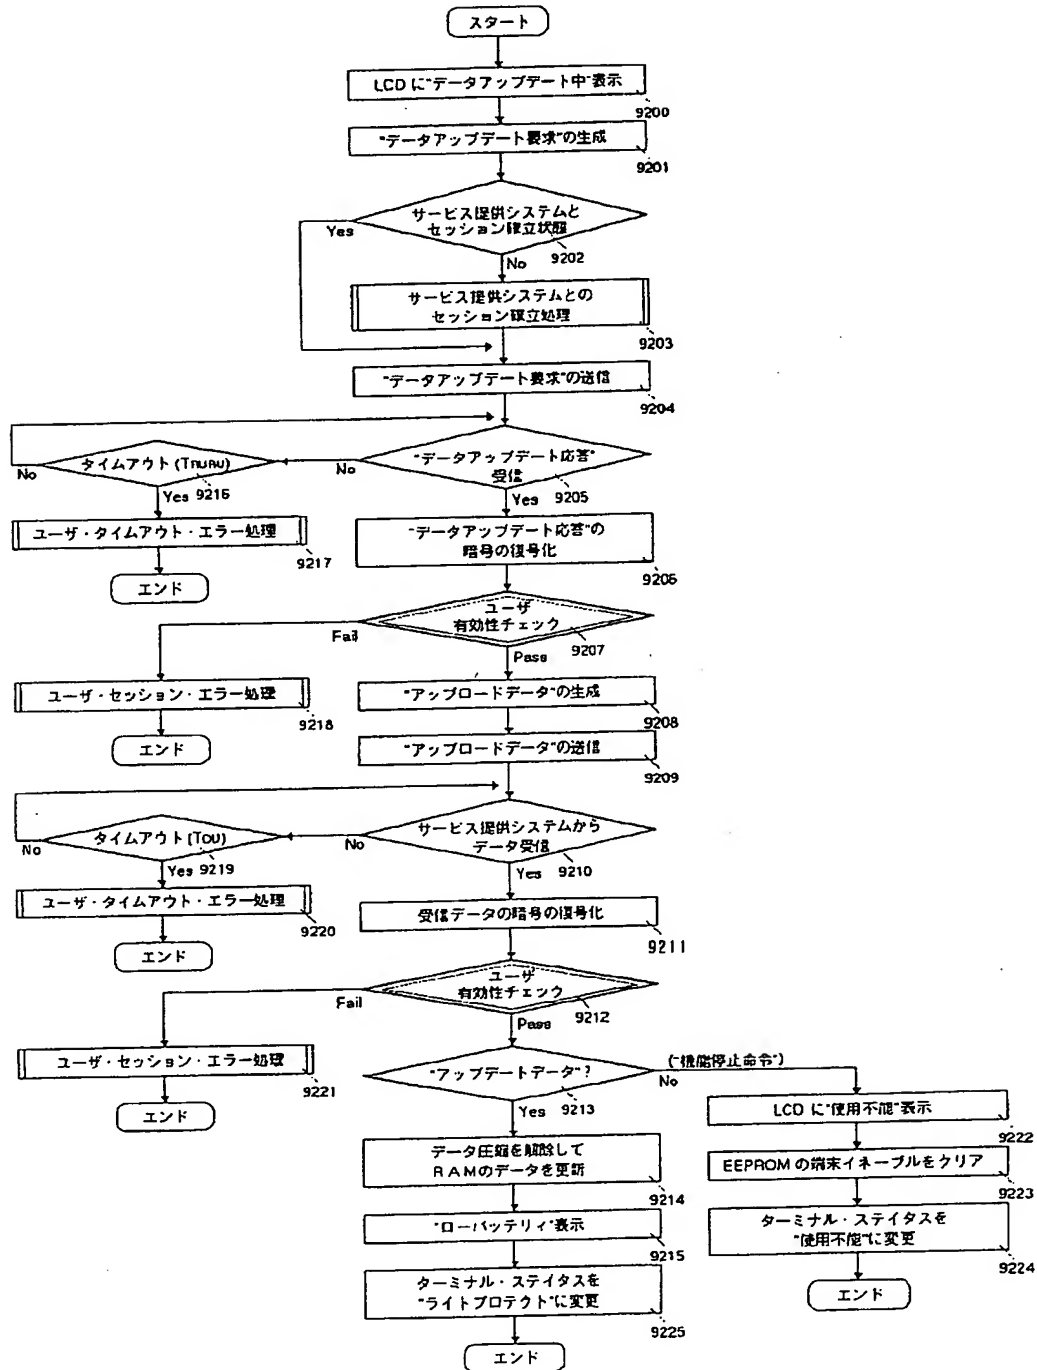 スタート
LCDに"データアップデート中"表示
9200
"データアップデート要求"の生成
9201
サービス提供システムと
セッション確立状態
9202
Yes
No
サービス提供システムとの
セッション確立処理
9203
"データアップデート要求"の送信
9204
"データアップデート応答"
受信
9205
No
Yes
タイムアウト(TRURU)
9216
No
Yes
ユーザ・タイムアウト・エラー処理
9217
エンド
"データアップデート応答"の
暗号の復号化
9206
ユーザ
有効性チェック
9207
Fail
Pass
ユーザ・セッション・エラー処理
9218
エンド
"アップロードデータ"の生成
9208
"アップロードデータ"の送信
9209
サービス提供システムから
データ受信
9210
No
Yes
タイムアウト(TDU)
9219
No
Yes
ユーザ・タイムアウト・エラー処理
9220
エンド
受信データの暗号の復号化
9211
ユーザ
有効性チェック
9212
Fail
Pass
ユーザ・セッション・エラー処理
9221
エンド
"アップデートデータ"?
9213
("機能停止命令")
No
Yes
LCDに"使用不能"表示
9222
EEPROMの端末イネーブルをクリア
9223
ターミナル・ステイタスを
"使用不能"に変更
9224
エンド
データ圧縮を解除して
RAMのデータを更新
9214
"ローバッテリィ"表示
9215
ターミナル・ステイタスを
"ライトプロテクト"に変更
9225
エンド